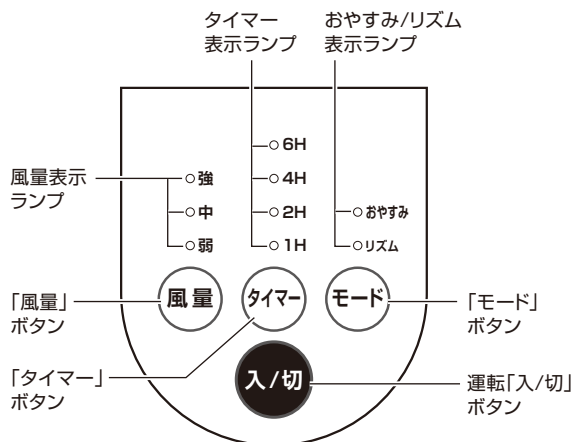 タイマー
表示ランプ
おやすみ/リズム
表示ランプ
風量表示
ランプ
強
中
弱
6H
4H
2H
1H
おやすみ
リズム
風量
タイマー
モード
「風量」
ボタン
「モード」
ボタン
入/切
「タイマー」
ボタン
運転「入/切」
ボタン